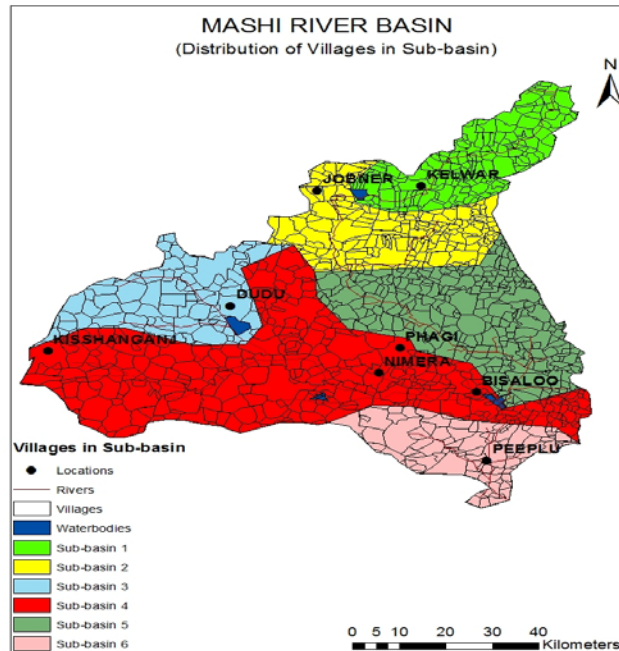 MASHI RIVER BASIN
(Distribution of Villages in Sub-basin)
N
JOBNER
KELWAR
DUDU
KISSHANGANJ
PHAGI
NIMERA
BISALOO
PEEPLU
Villages in Sub-basin
Locations
Rivers
Villages
Waterbodies
Sub-basin 1
Sub-basin 2
Sub-basin 3
Sub-basin 4
Sub-basin 5
Sub-basin 6
0 5 10 20 30 40
Kilometers